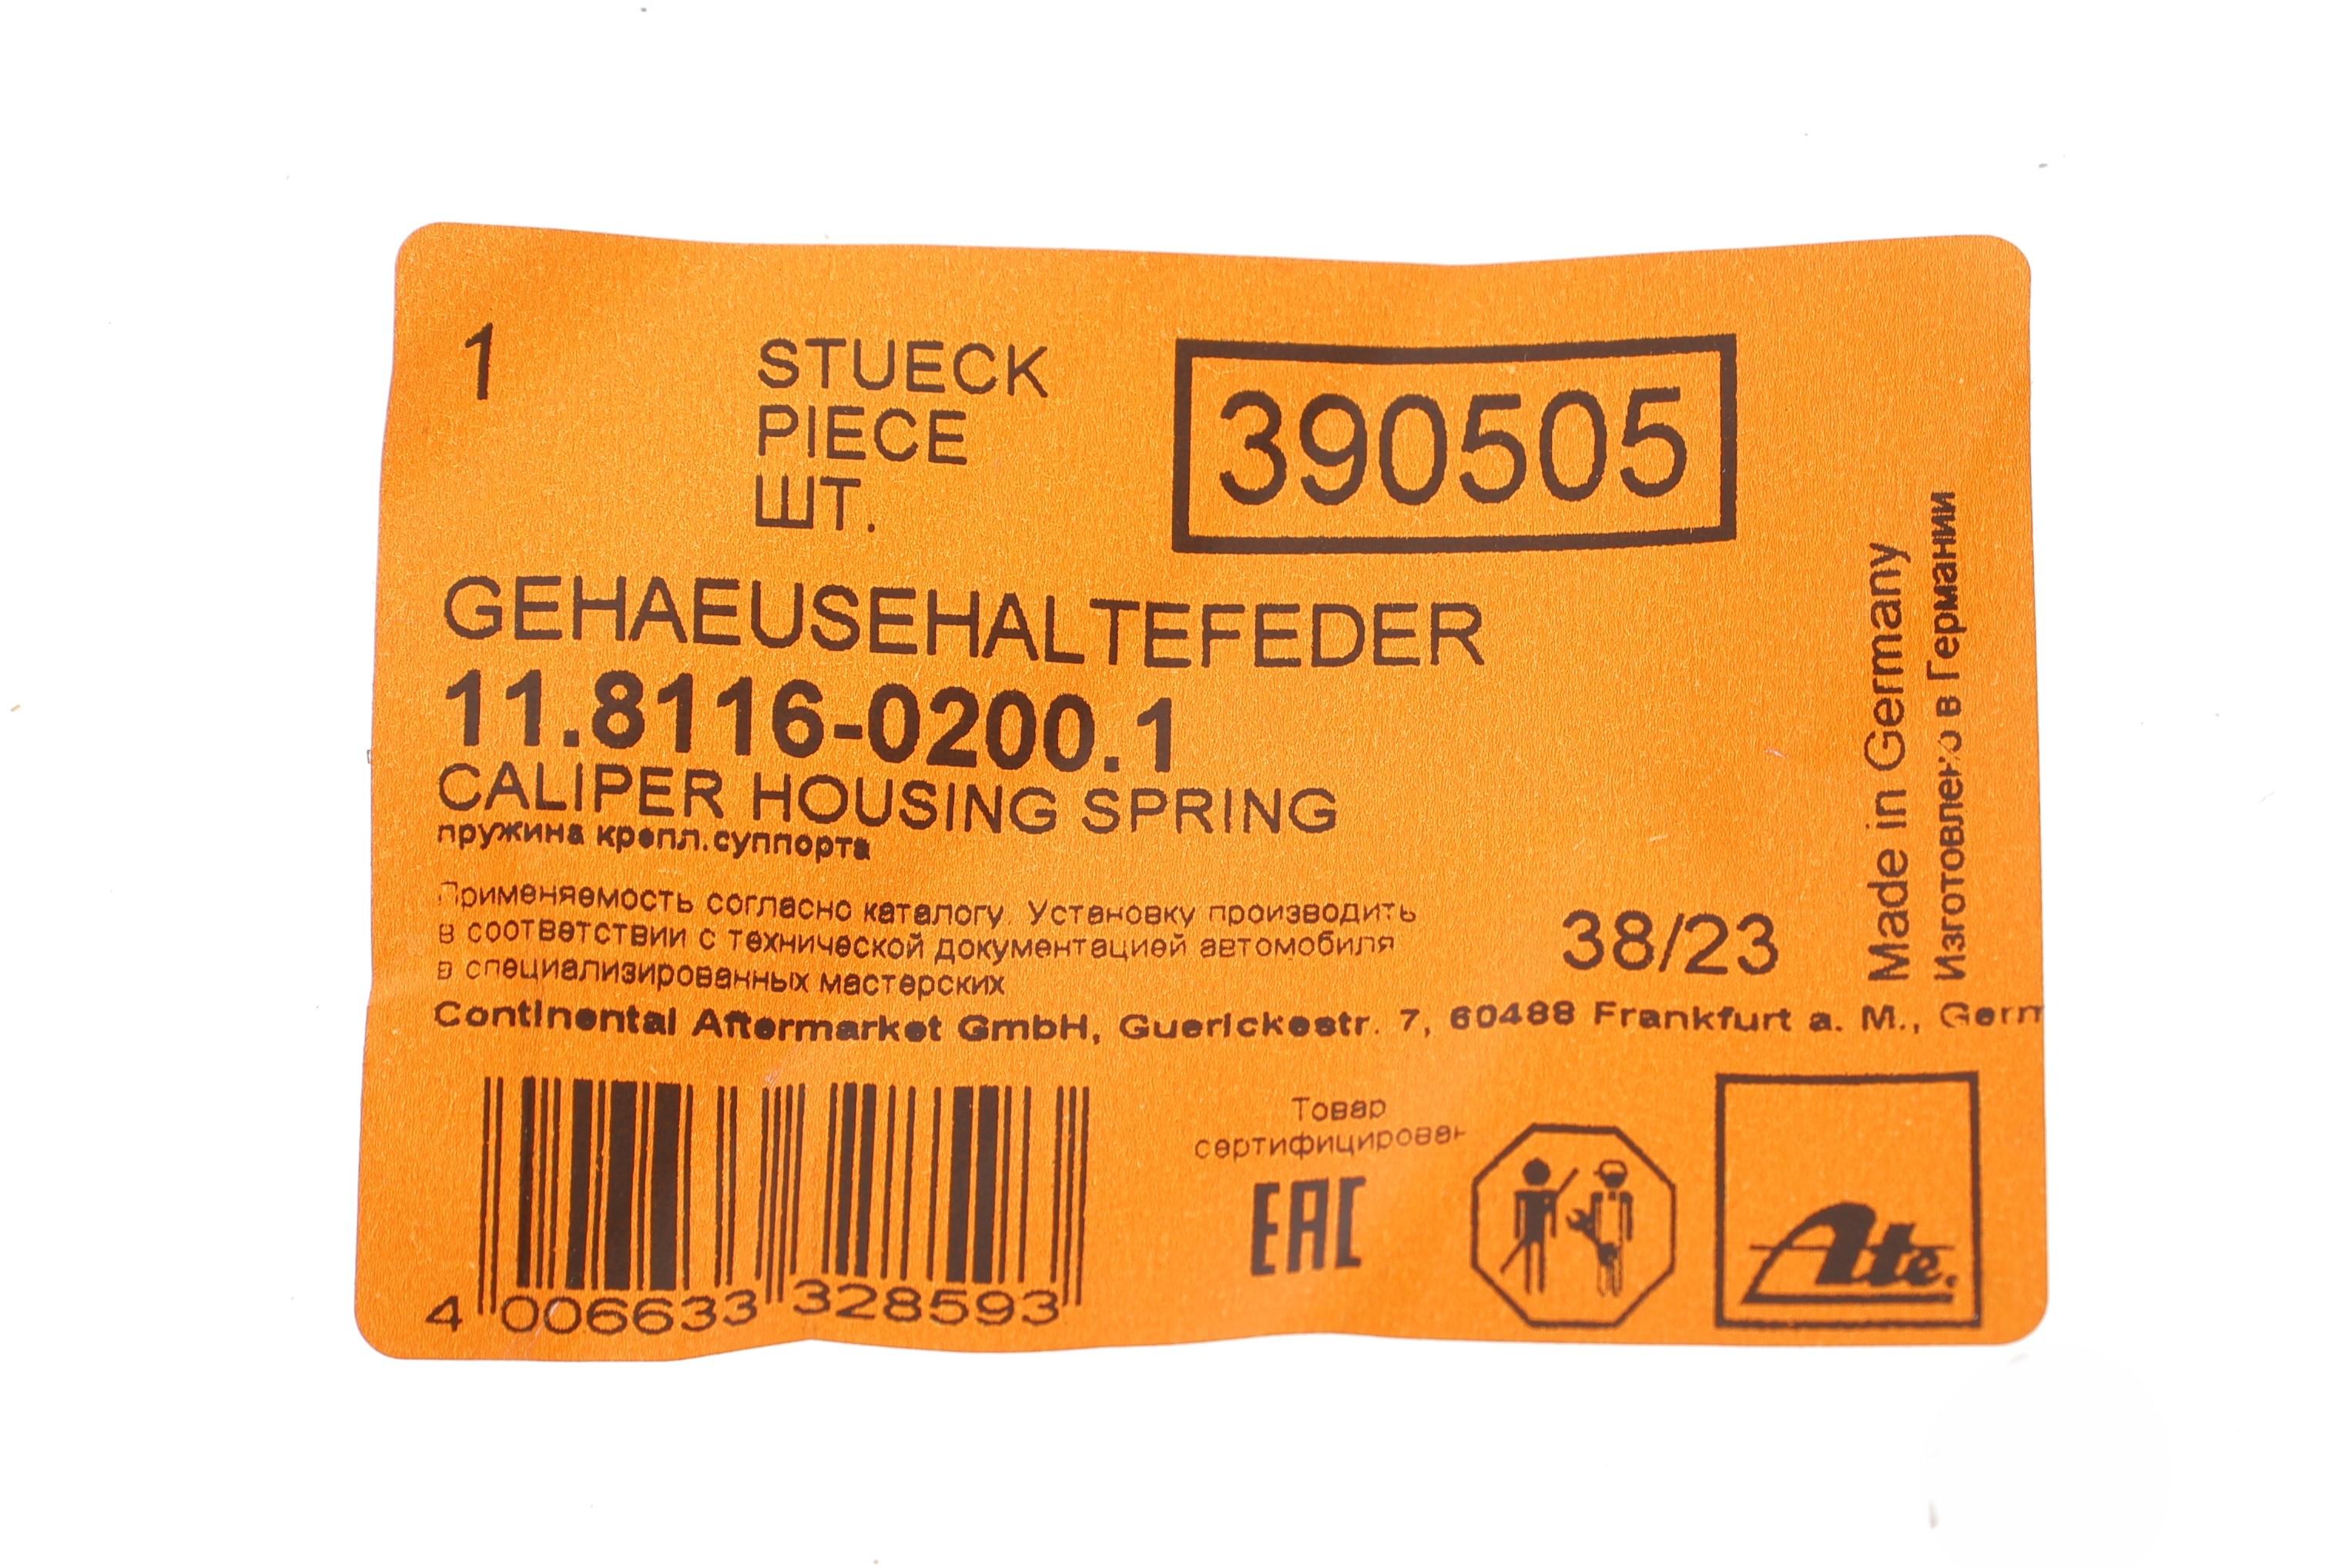 1
STUECK
PIECE
ШТ.
390505
GEHAEUSEHALTEFEDER
11.8116-0200.1
CALIPER HOUSING SPRING
пружина крепл.суппорта
Применяемость согласно каталогу. Установку производить
в соответствии с технической документацией автомобиля
в специализированных мастерских
38/23
Made in Germany
Изготовлено в Германии
Continental Aftermarket GmbH, Guerickestr. 7, 60488 Frankfurt a. M., Germ
4 006633 328593
Товар
сертифицирован
EAC
Ate.